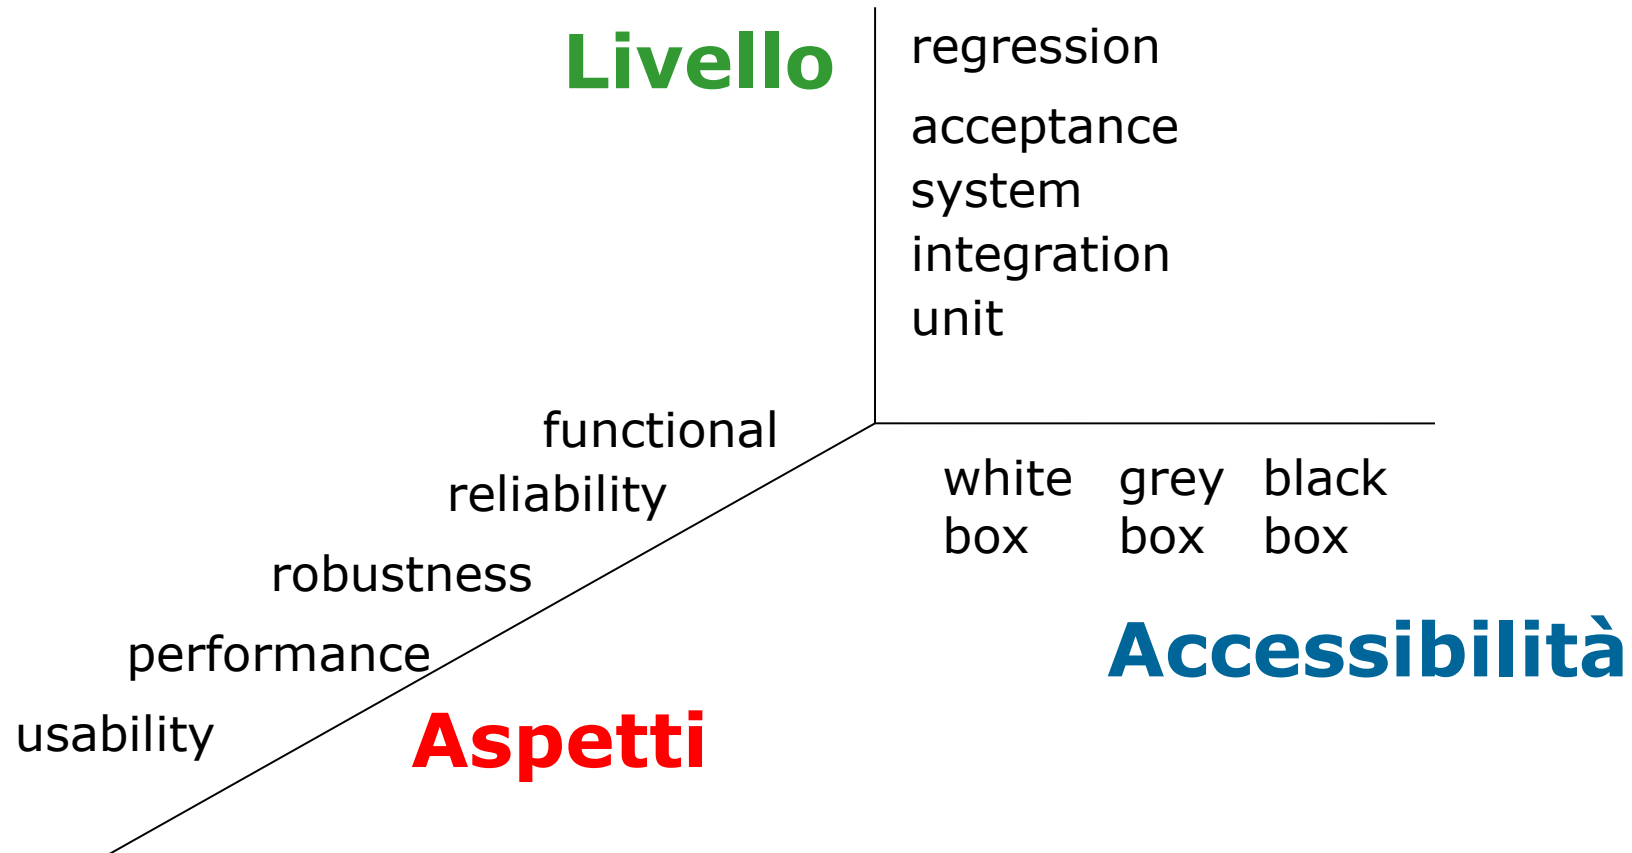 Livello
regression
acceptance
system
integration
unit
functional
reliability
robustness
performance
usability
white grey black
box box box
Accessibilità
Aspetti